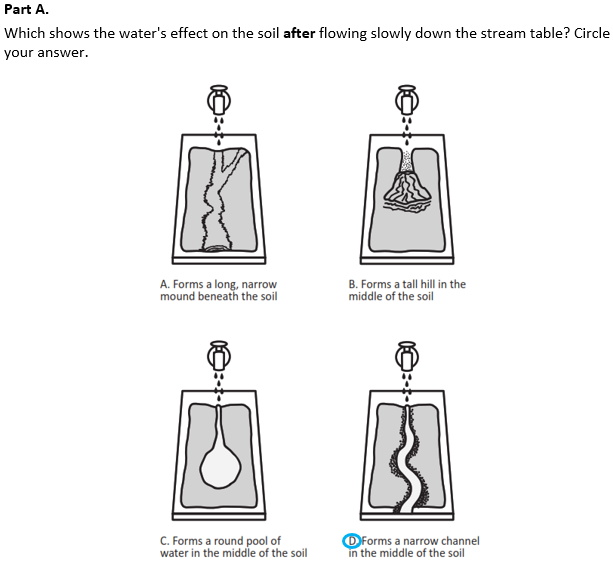 Part A.
Which shows the water's effect on the soil after flowing slowly down the stream table? Circle
your answer.
A. Forms a long, narrow
mound beneath the soil
B. Forms a tall hill in the
middle of the soil
C. Forms a round pool of
water in the middle of the soil
D. Forms a narrow channel
in the middle of the soil